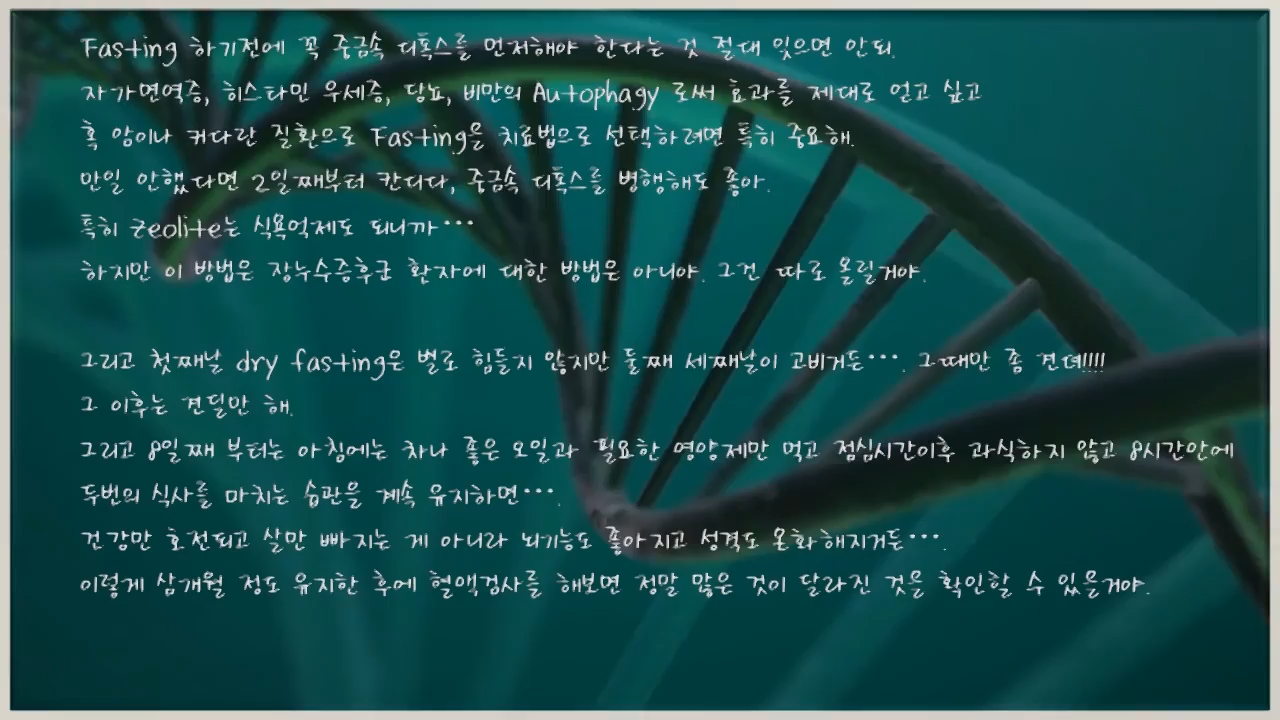 Fasting 하기전에 꼭 중금속 디톡스를 먼저해야 한다는 것 절대 잊으면 안되.
자가면역증, 히스타민 우세증, 당뇨, 비만의 Autophagy 로써 효과를 제대로 얻고 싶고
혹 암이나 커다란 질환으로 Fasting을 치료법으로 선택하려면 특히 중요해.
만일 안했다면 2일째부터 칸디다, 중금속 디톡스를 병행해도 좋아.
특히 zeolite는 식욕억제도 되니까…
하지만 이 방법은 장누수증후군 환자에 대한 방법은 아니야. 그건 따로 올릴거야.
그리고 첫째날 dry fasting은 별로 힘들지 않지만 둘째 세째날이 고비거든…. 그때만 좀 견뎌!!!!
그 이후는 견딜만 해.
그리고 8일째 부터는 아침에는 차나 좋은 오일과 필요한 영양제만 먹고 점심시간이후 과식하지 않고 8시간안에
두번의 식사를 마치는 습관을 계속 유지하면….
건강만 호전되고 살만 빠지는 게 아니라 뇌기능도 좋아지고 성격도 온화해지거든….
이렇게 삼개월 정도 유지한 후에 혈액검사를 해보면 정말 많은 것이 달라진 것을 확인할 수 있을거야.